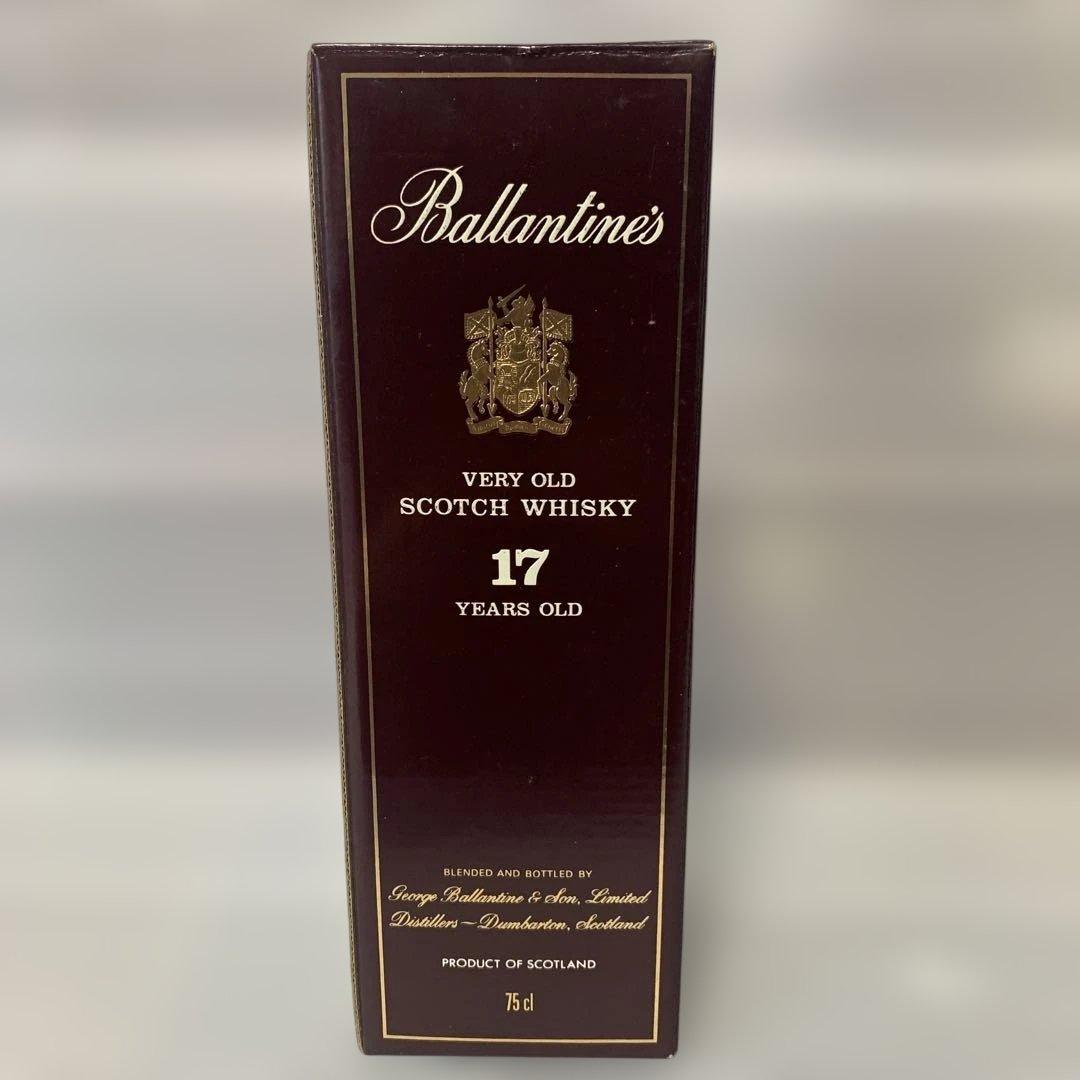 Ballantine's
VERY OLD
SCOTCH WHISKY
17
YEARS OLD
BLENDED AND BOTTLED BY
George Ballantine & Son, Limited
Distillers — Dumbarton, Scotland
PRODUCT OF SCOTLAND
75 cl